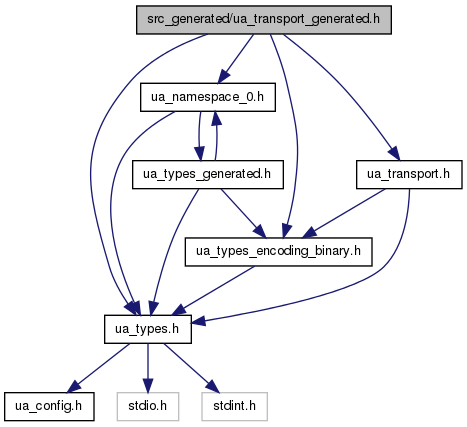 src_generated/ua_transport_generated.h
ua_namespace_0.h
ua_types_generated.h
ua_transport.h
ua_types_encoding_binary.h
ua_types.h
ua_config.h
stdio.h
stdint.h